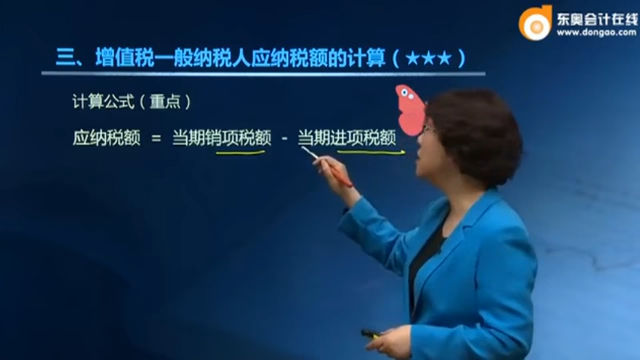 东奥会计在线
www.dongao.com
三、增值税一般纳税人应纳税额的计算（★★★）
计算公式（重点）
应纳税额 = 当期销项税额 - 当期进项税额